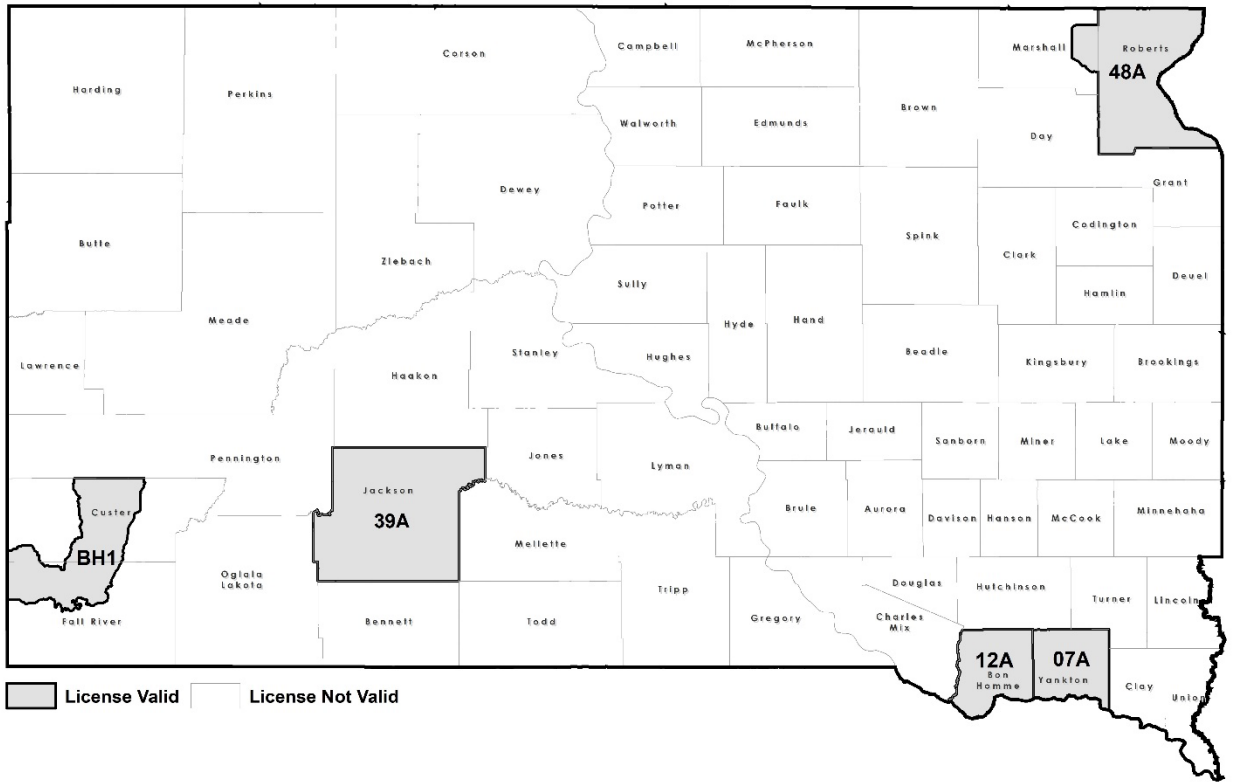 Harding
Perkins
Corson
Campbell
McPherson
Marshall
Roberts
48A
Brown
Walworth
Edmunds
Day
Grant
Dewey
Potter
Faulk
Spink
Clark
Codington
Butte
Ziebach
Sully
Hamlin
Deuel
Meade
Hyde
Hand
Lawrence
Haakon
Stanley
Hughes
Beadle
Kingsbury
Brookings
Pennington
Jones
Lyman
Buffalo
Jerauld
Sanborn
Miner
Lake
Moody
Custer
BH1
Jackson
39A
Mellette
Brule
Aurora
Davison
Hanson
McCook
Minnehaha
Oglala
Lakota
Fall River
Bennett
Todd
Tripp
Gregory
Charles
Mix
Douglas
Hutchinson
Turner
Lincoln
12A
Bon
Homme
07A
Yankton
Clay
Union
License Valid
License Not Valid